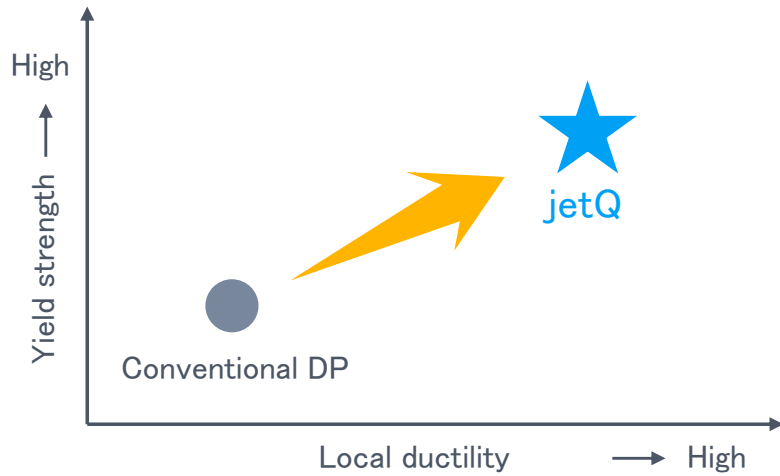 High
Yield strength
jetQ
Conventional DP
Local ductility
High